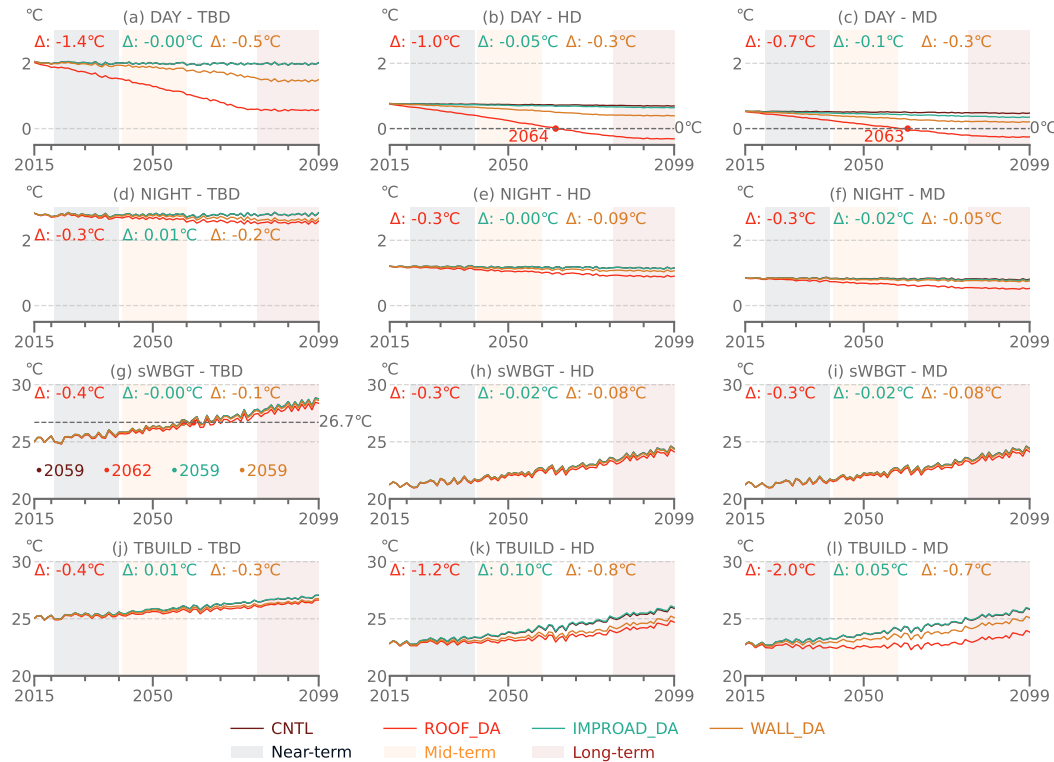 ℃ (a) DAY - TBD
Δ: -1.4℃ Δ: -0.00℃ Δ: -0.5℃
2
0
2015 2050 2099
℃ (b) DAY - HD
Δ: -1.0℃ Δ: -0.05℃ Δ: -0.3℃
2
0 2064 0℃
2015 2050 2099
℃ (c) DAY - MD
Δ: -0.7℃ Δ: -0.1℃ Δ: -0.3℃
2
0 2063 0℃
2015 2050 2099
℃ (d) NIGHT - TBD
Δ: -0.3℃ Δ: 0.01℃ Δ: -0.2℃
2
0
2015 2050 2099
℃ (e) NIGHT - HD
Δ: -0.3℃ Δ: -0.00℃ Δ: -0.09℃
2
0
2015 2050 2099
℃ (f) NIGHT - MD
Δ: -0.3℃ Δ: -0.02℃ Δ: -0.05℃
2
0
2015 2050 2099
℃ (g) sWBGT - TBD
30
Δ: -0.4℃ Δ: -0.00℃ Δ: -0.1℃
26.7℃
25
2059 2062 2059 2059
20
2015 2050 2099
℃ (h) sWBGT - HD
30
Δ: -0.3℃ Δ: -0.02℃ Δ: -0.08℃
25
20
2015 2050 2099
℃ (i) sWBGT - MD
30
Δ: -0.3℃ Δ: -0.02℃ Δ: -0.08℃
25
20
2015 2050 2099
℃ (j) TBUILD - TBD
30
Δ: -0.4℃ Δ: 0.01℃ Δ: -0.3℃
25
20
2015 2050 2099
℃ (k) TBUILD - HD
30
Δ: -1.2℃ Δ: 0.10℃ Δ: -0.8℃
25
20
2015 2050 2099
℃ (l) TBUILD - MD
30
Δ: -2.0℃ Δ: 0.05℃ Δ: -0.7℃
25
20
2015 2050 2099
CNTL ROOF_DA IMPROAD_DA WALL_DA
Near-term Mid-term Long-term